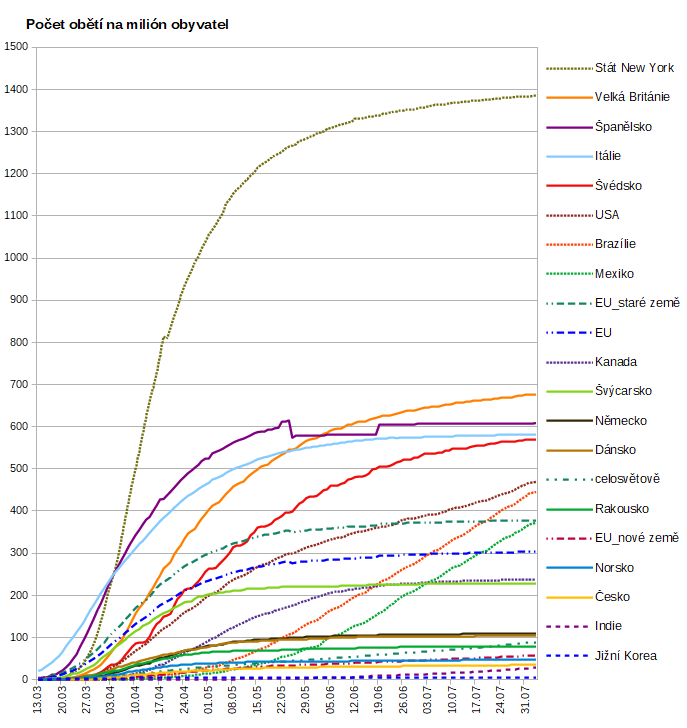 Počet obětí na milión obyvatel
1500
1400
1300
1200
1100
1000
900
800
700
600
500
400
300
200
100
0
13.03
20.03
27.03
03.04
10.04
17.04
24.04
01.05
08.05
15.05
22.05
29.05
05.06
12.06
19.06
26.06
03.07
10.07
17.07
24.07
31.07
Stát New York
Velká Británie
Španělsko
Itálie
Švédsko
USA
Brazílie
Mexiko
EU_staré země
EU
Kanada
Švýcarsko
Německo
Dánsko
celosvětově
Rakousko
EU_nové země
Norsko
Česko
Indie
Jižní Korea